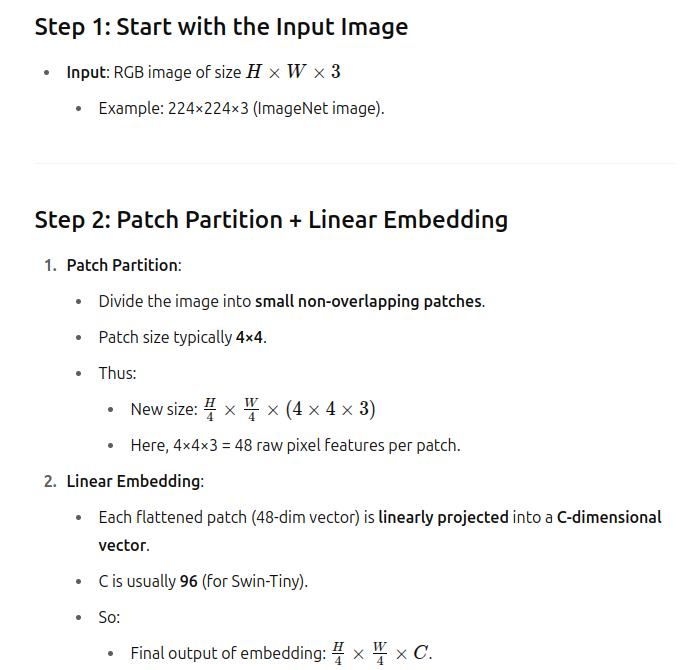 Step 1: Start with the Input Image
• Input: RGB image of size H × W × 3
• Example: 224×224×3 (ImageNet image).
Step 2: Patch Partition + Linear Embedding
1. Patch Partition:
• Divide the image into small non-overlapping patches.
• Patch size typically 4×4.
• Thus:
• New size: H/4 × W/4 × (4 × 4 × 3)
• Here, 4×4×3 = 48 raw pixel features per patch.
2. Linear Embedding:
• Each flattened patch (48-dim vector) is linearly projected into a C-dimensional
vector.
• C is usually 96 (for Swin-Tiny).
• So:
• Final output of embedding: H/4 × W/4 × C.